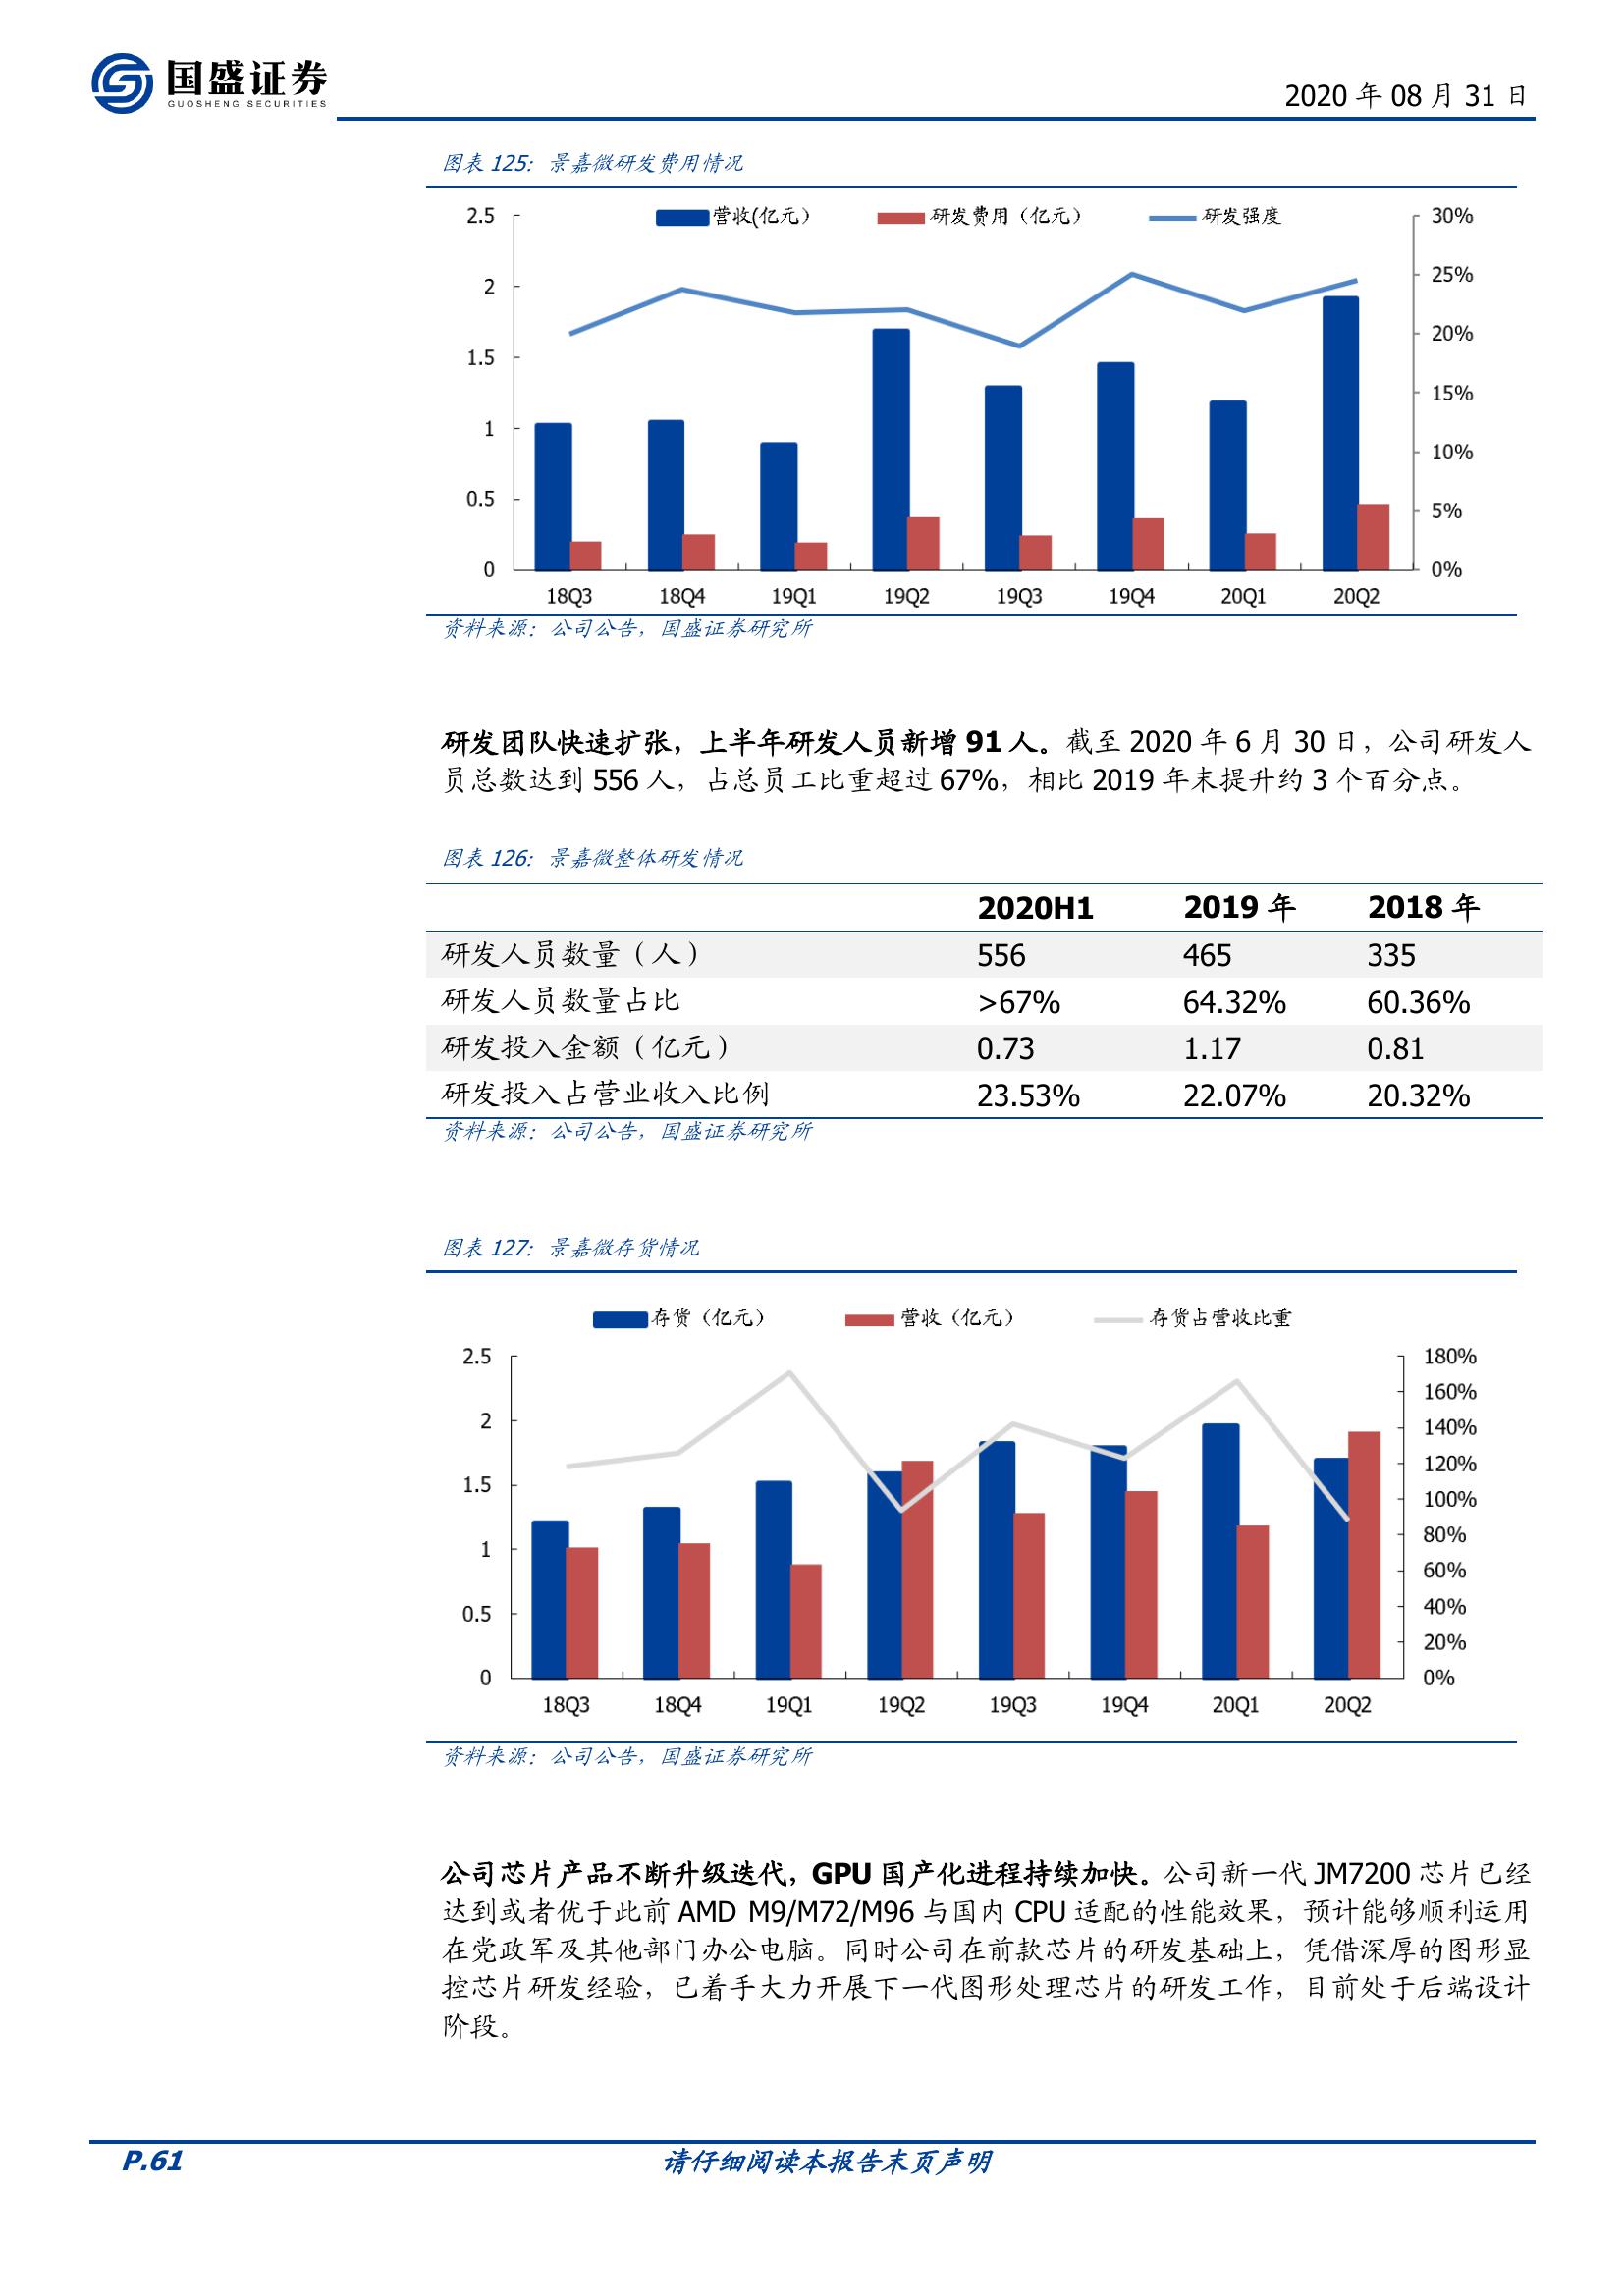 国盛证券
GUOSHENG SECURITIES
2020 年 08 月 31 日
图表 125：景嘉微研发费用情况
营收(亿元） 研发费用（亿元） 研发强度
2.5 30%
2 25%
1.5 20%
1 15%
0.5 10%
0 5%
0%
18Q3 18Q4 19Q1 19Q2 19Q3 19Q4 20Q1 20Q2
资料来源：公司公告，国盛证券研究所
研发团队快速扩张，上半年研发人员新增 91 人。截至 2020 年 6 月 30 日，公司研发人
员总数达到 556 人，占总员工比重超过 67%，相比 2019 年末提升约 3 个百分点。
图表 126：景嘉微整体研发情况
2020H1 2019 年 2018 年
研发人员数量（人） 556 465 335
研发人员数量占比 >67% 64.32% 60.36%
研发投入金额（亿元） 0.73 1.17 0.81
研发投入占营业收入比例 23.53% 22.07% 20.32%
资料来源：公司公告，国盛证券研究所
图表 127：景嘉微存货情况
存货（亿元） 营收（亿元） 存货占营收比重
2.5 180%
160%
2 140%
120%
1.5 100%
1 80%
60%
0.5 40%
20%
0 0%
18Q3 18Q4 19Q1 19Q2 19Q3 19Q4 20Q1 20Q2
资料来源：公司公告，国盛证券研究所
公司芯片产品不断升级迭代，GPU 国产化进程持续加快。公司新一代 JM7200 芯片已经
达到或者优于此前 AMD M9/M72/M96 与国内 CPU 适配的性能效果，预计能够顺利运用
在党政军及其他部门办公电脑。同时公司在前款芯片的研发基础上，凭借深厚的图形显
控芯片研发经验，已着手大力开展下一代图形处理芯片的研发工作，目前处于后端设计
阶段。
P.61 请仔细阅读本报告末页声明